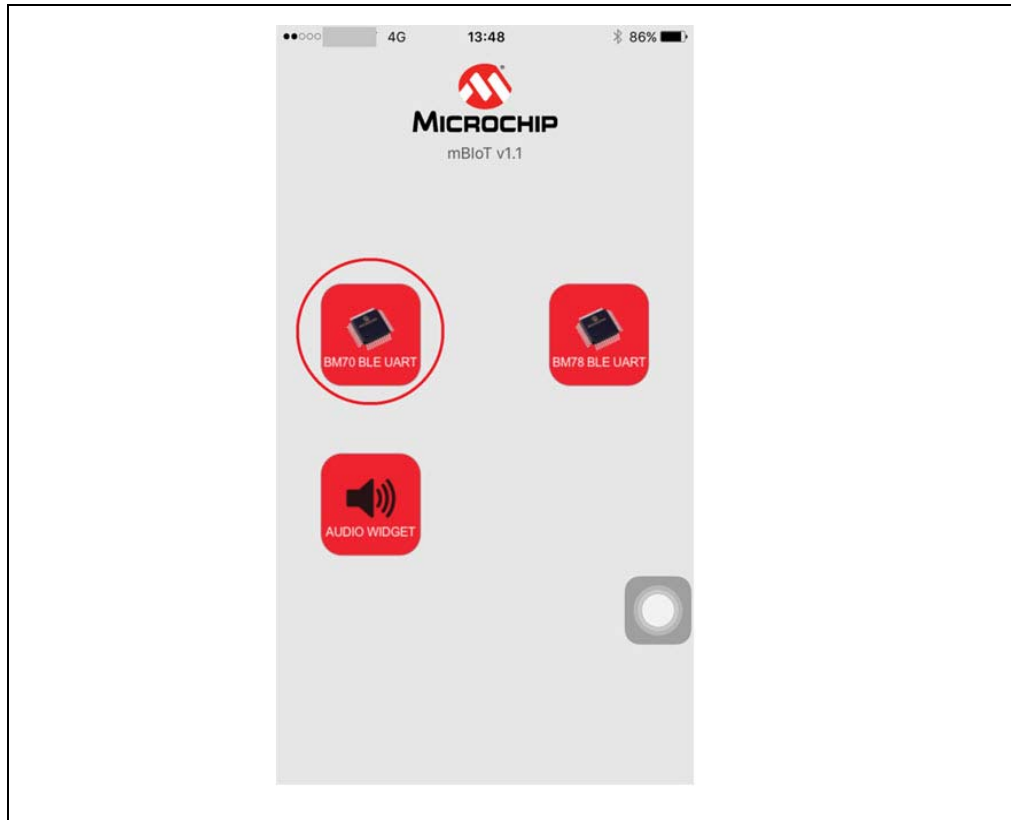 4G 13:48 86%
MICROCHIP
mBIoT v1.1
BM70 BLE UART
BM78 BLE UART
AUDIO WIDGET